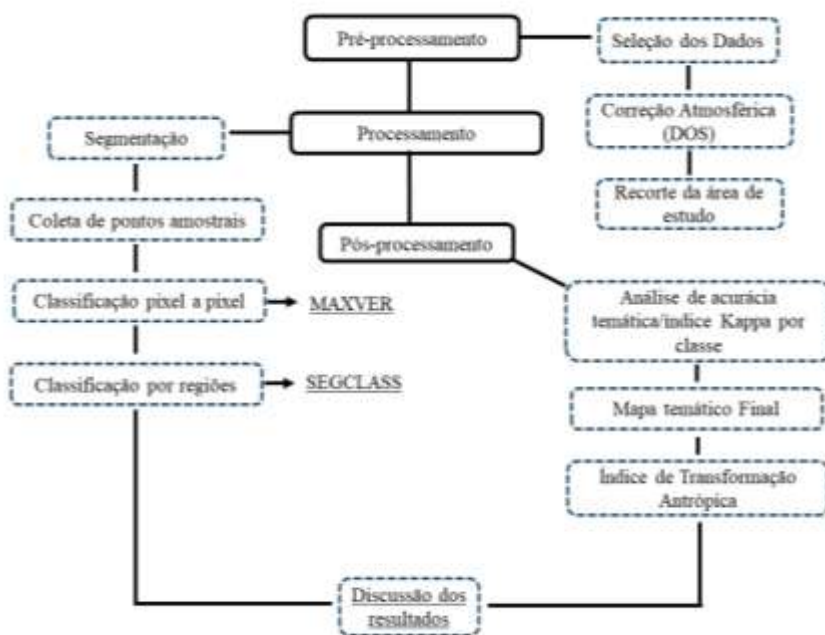 Pré-processamento
Seleção dos Dados
Correção Atmosférica
(DOS)
Recorte da área de
estudo
Processamento
Segmentação
Coleta de pontos amostrais
Classificação pixel a pixel
MAXVER
Classificação por regiões
SEGCLASS
Pós-processamento
Análise de acurácia
temática/índice Kappa por
classe
Mapa temático Final
Índice de Transformação
Antrópica
Discussão dos
resultados